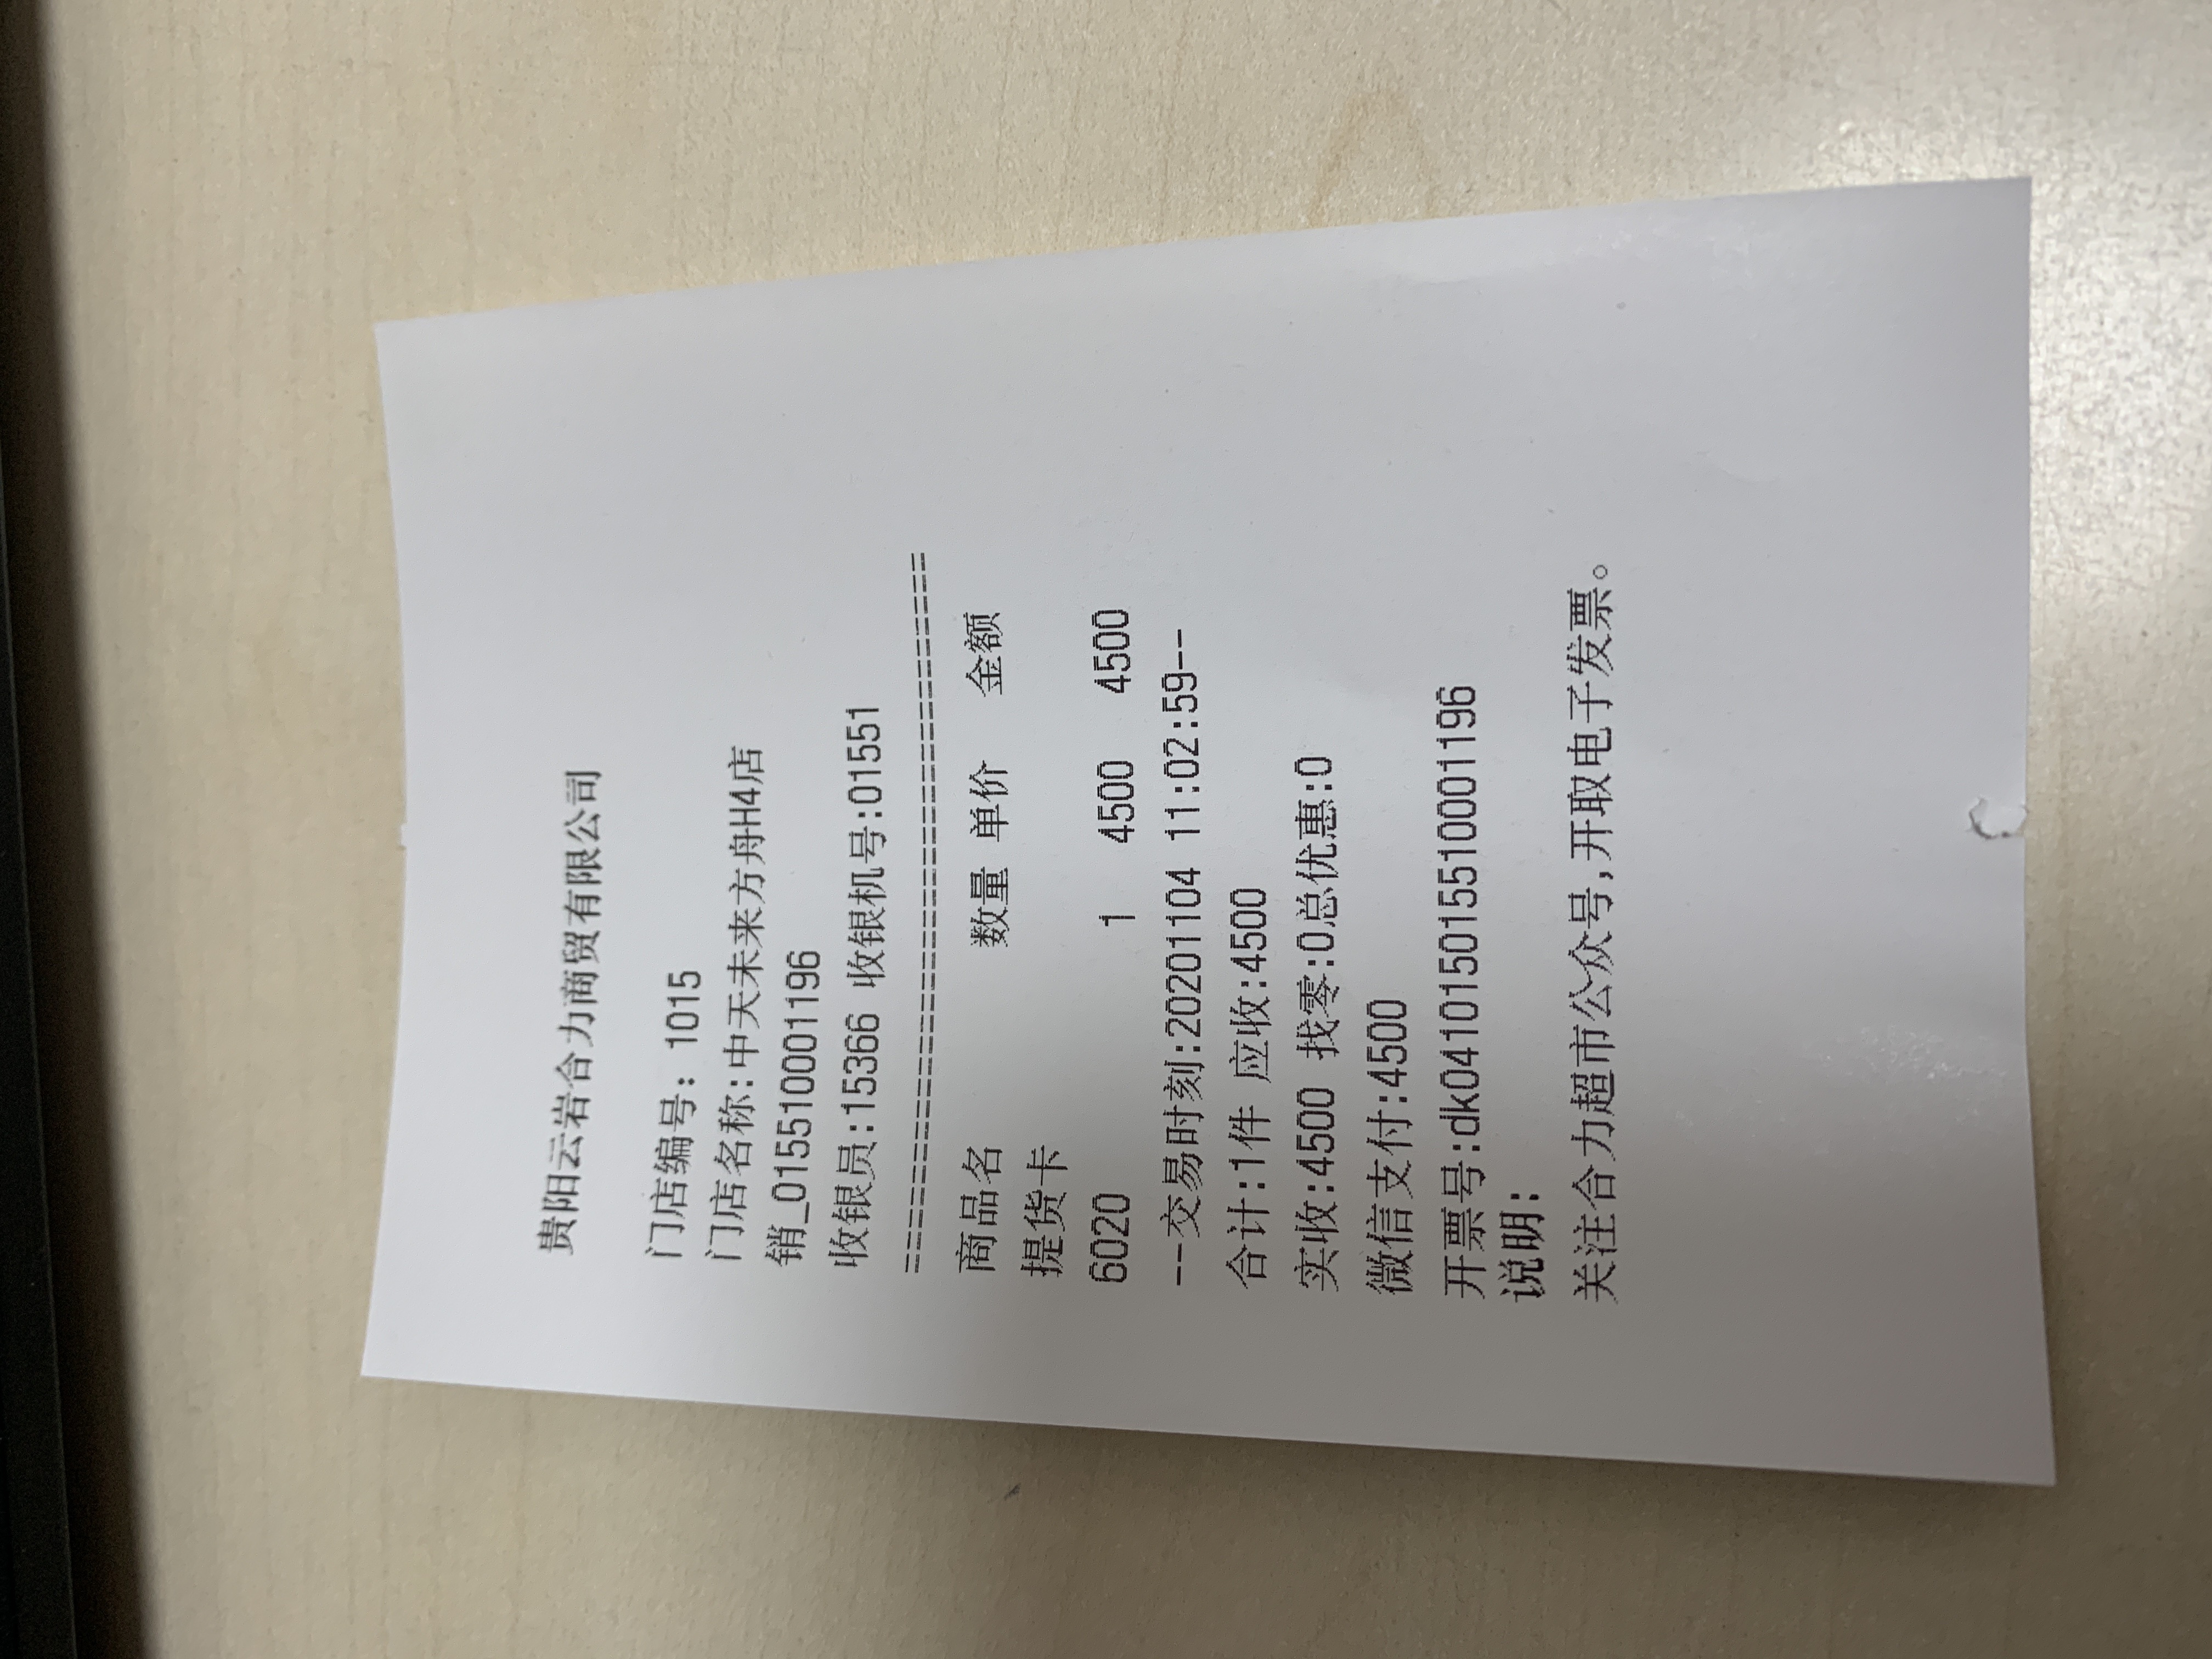 贵阳云岩合力商贸有限公司
门店编号: 1015
门店名称:中天未来方舟H4店
销_015510001196
收银员:15366 收银机号:01551
================================================
商品名 数量 单价 金额
提货卡
6020 1 4500 4500
--交易时刻:20201104 11:02:59--
合计:1件 应收:4500
实收:4500 找零:0总优惠:0
微信支付:4500
开票号:dk04101501551000­1196
说明:
关注合力超市公众号,开取电子发票。